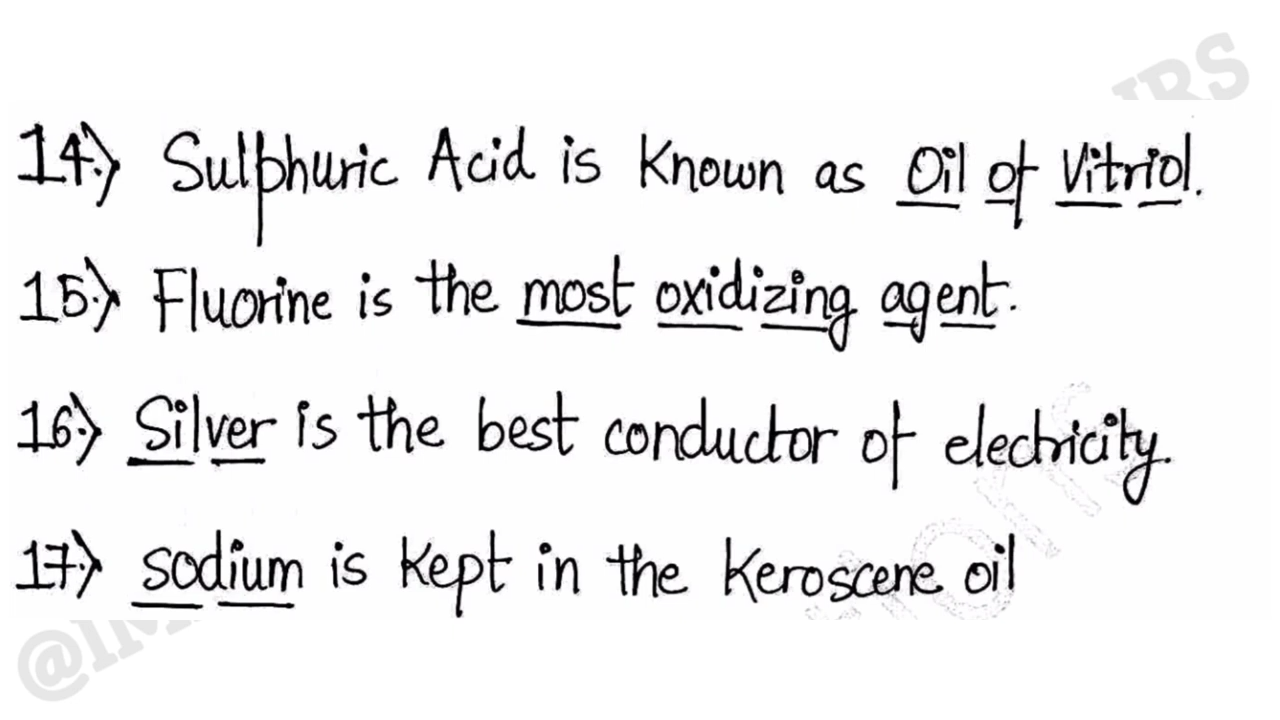 14.) Sulphuric Acid is Known as Oil of Vitriol.
15.) Fluorine is the most oxidizing agent.
16.) Silver is the best conductor of electricity.
17.) sodium is Kept in the Keroscene oil